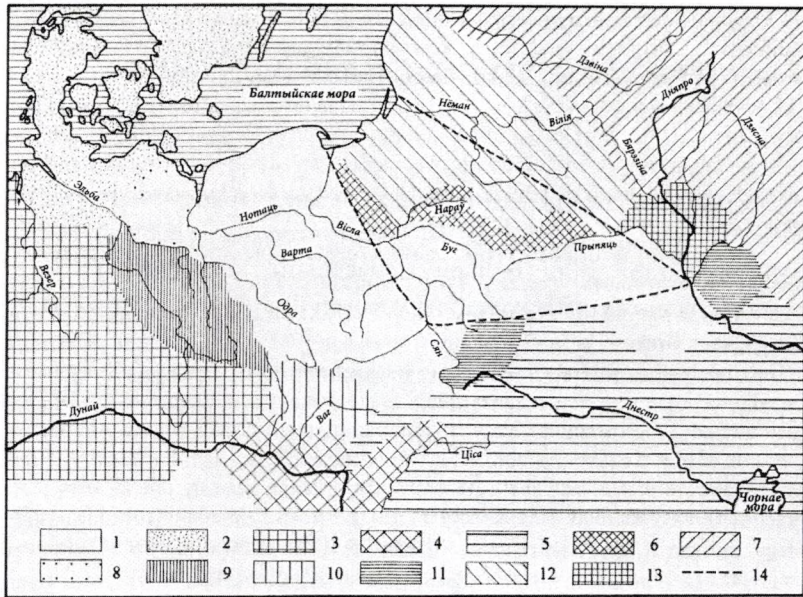 Балтыйскае мора
Дзвіна
Дняпро
Дзясна
Нёман
Вілія
Бярэзіна
Эльба
Нотаць
Вісла
Нараў
Варта
Буг
Прыпяць
Везер
Одра
Сян
Дунай
Ваг
Ціса
Днестр
Чорнае
мора
1 2 3 4 5 6 7
8 9 10 11 12 13 14